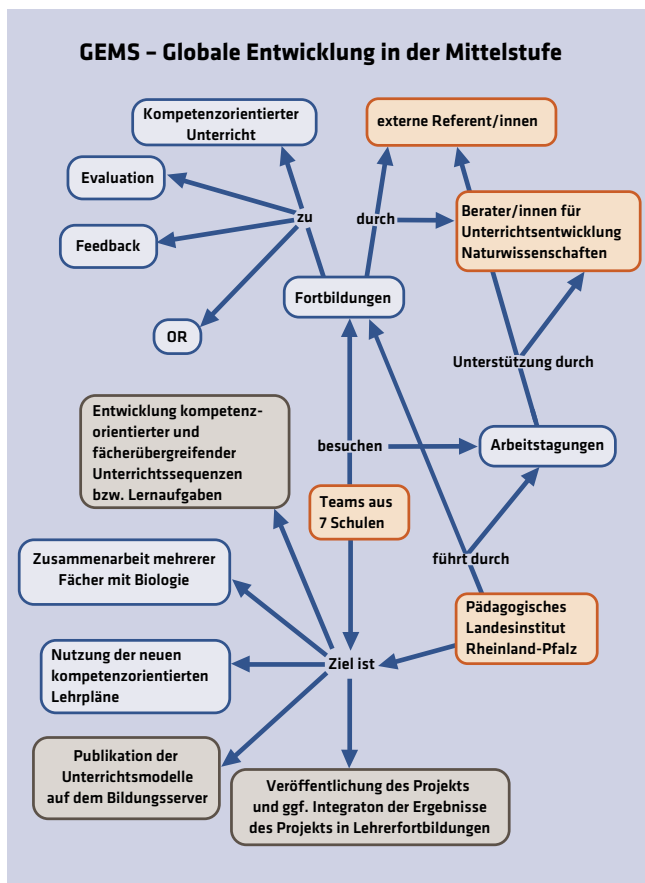 GEMS – Globale Entwicklung in der Mittelstufe
Kompetenzorientierter
Unterricht
externe Referent/innen
Evaluation
Berater/innen für
Unterrichtsentwicklung
Naturwissenschaften
zu
durch
Feedback
Fortbildungen
OR
Unterstützung durch
Entwicklung kompetenz-
orientierter und
fächerübergreifender
Unterrichtssequenzen
bzw. Lernaufgaben
besuchen
Arbeitstagungen
Teams aus
7 Schulen
Zusammenarbeit mehrerer
Fächer mit Biologie
führt durch
Pädagogisches
Landesinstitut
Rheinland-Pfalz
Nutzung der neuen
kompetenzorientierten
Lehrpläne
Ziel ist
Publikation der
Unterrichtsmodelle
auf dem Bildungsserver
Veröffentlichung des Projekts
und ggf. Integraton der Ergebnisse
des Projekts in Lehrerfortbildungen